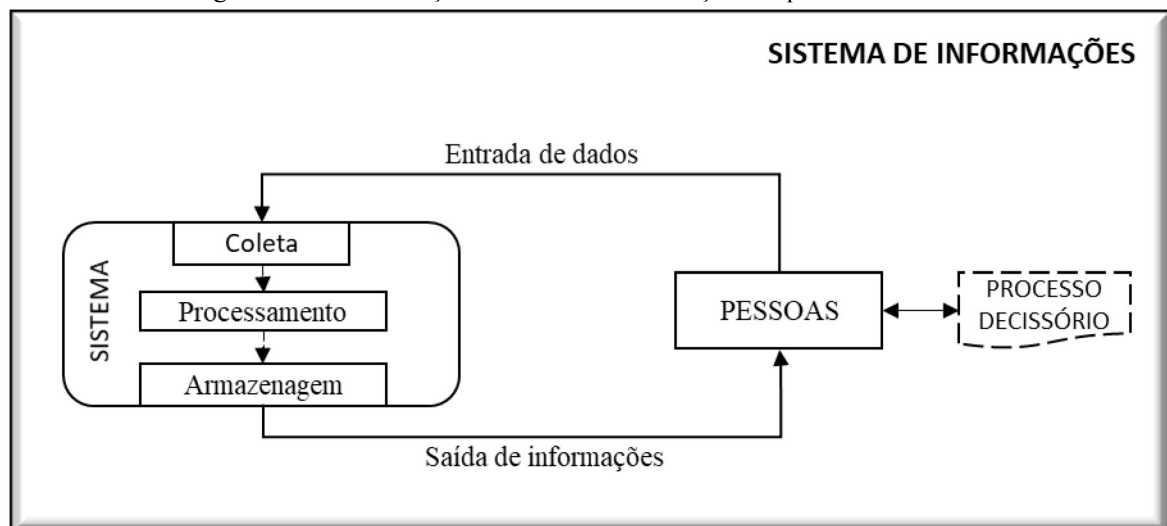 SISTEMA DE INFORMAÇÕES
Entrada de dados
SISTEMA
Coleta
Processamento
Armazenagem
PESSOAS
PROCESSO
DECISSÓRIO
Saída de informações